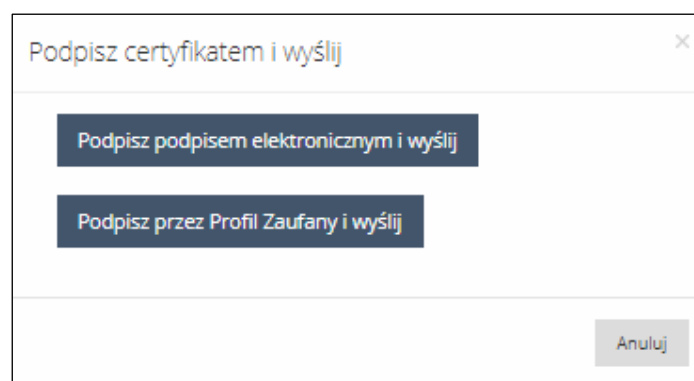 Podpisz certyfikatem i wyślij
×
Podpisz podpisem elektronicznym i wyślij
Podpisz przez Profil Zaufany i wyślij
Anuluj